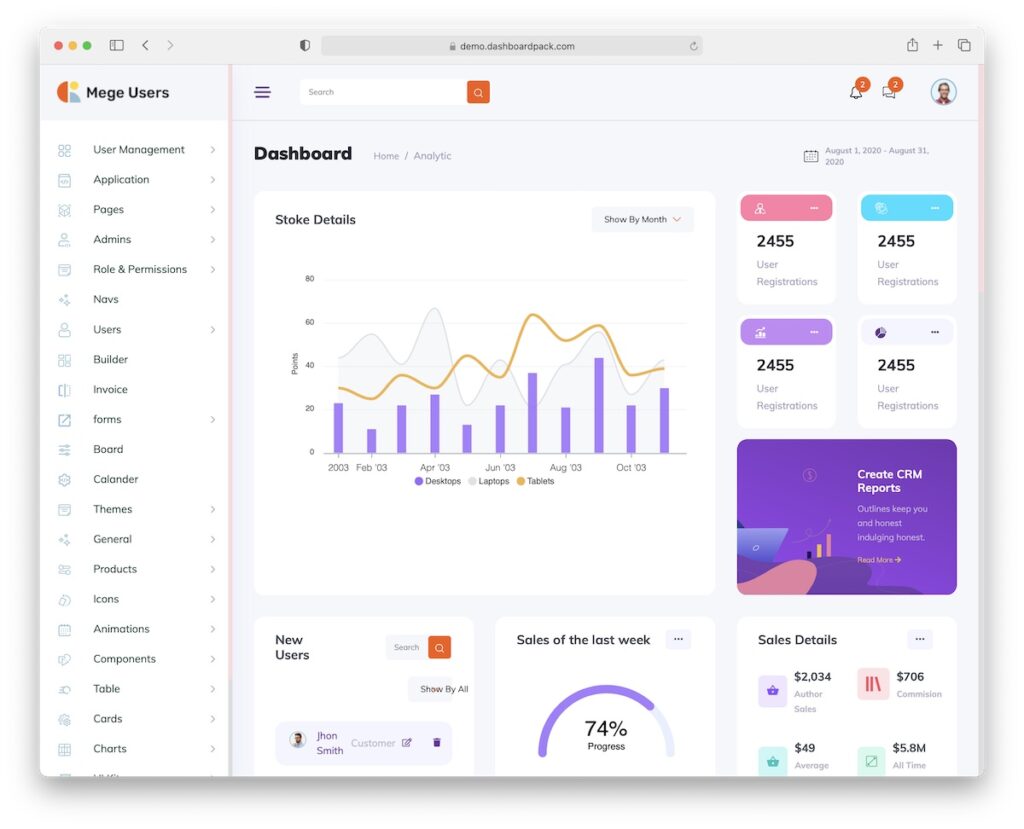 demo.dashboardpack.com
Mege Users
Search
2
2
User Management
Application
Pages
Admins
Role & Permissions
Navs
Users
Builder
Invoice
forms
Board
Calander
Themes
General
Products
Icons
Animations
Components
Table
Cards
Charts
Dashboard
Home / Analytic
August 1, 2020 - August 31,
2020
Stoke Details
Show By Month
80
60
40
20
0
Points
2003 Feb '03 Apr '03 Jun '03 Aug '03 Oct '03
Desktops Laptops Tablets
2455
User
Registrations
2455
User
Registrations
2455
User
Registrations
2455
User
Registrations
Create CRM
Reports
Outlines keep you
and honest
indulging honest.
Read More
New
Users
Search
Show By All
Jhon
Smith
Customer
Sales of the last week
74%
Progress
Sales Details
$2,034
Author
Sales
$706
Commision
$49
Average
$5.8M
All Time